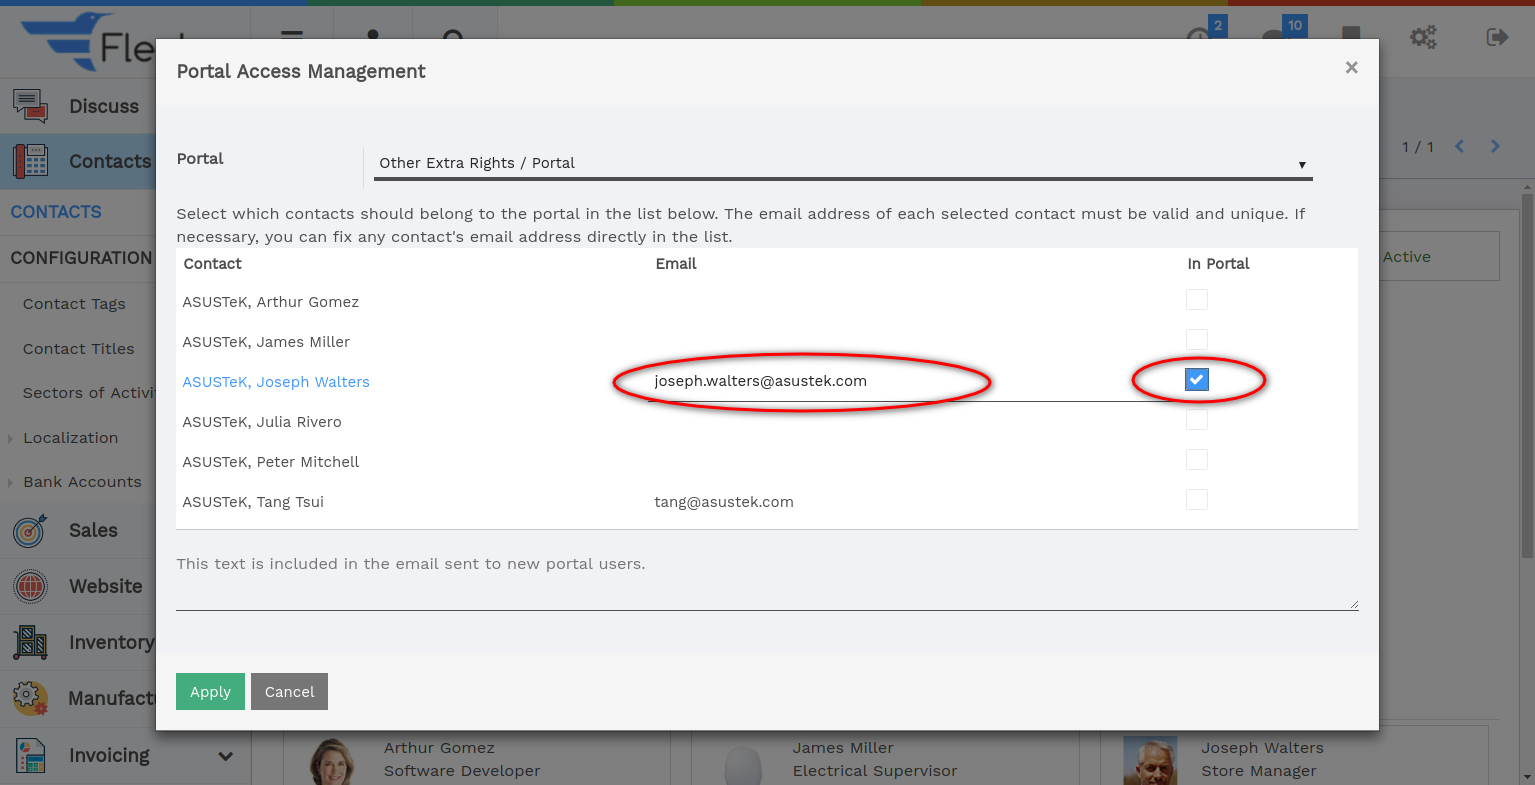 2
10
Portal Access Management
×
Discuss
Contacts
1 / 1
Portal
Other Extra Rights / Portal
CONTACTS
Select which contacts should belong to the portal in the list below. The email address of each selected contact must be valid and unique. If
necessary, you can fix any contact's email address directly in the list.
CONFIGURATION
Active
Contact Email In Portal
Contact Tags
ASUSTeK, Arthur Gomez
Contact Titles
ASUSTeK, James Miller
ASUSTeK, Joseph Walters joseph.walters@asustek.com
Sectors of Activi
ASUSTeK, Julia Rivero
Localization
ASUSTeK, Peter Mitchell
Bank Accounts
ASUSTeK, Tang Tsui tang@asustek.com
Sales
This text is included in the email sent to new portal users.
Website
Inventory
Apply Cancel
Manufactu
Invoicing
Arthur Gomez
Software Developer
James Miller
Electrical Supervisor
Joseph Walters
Store Manager